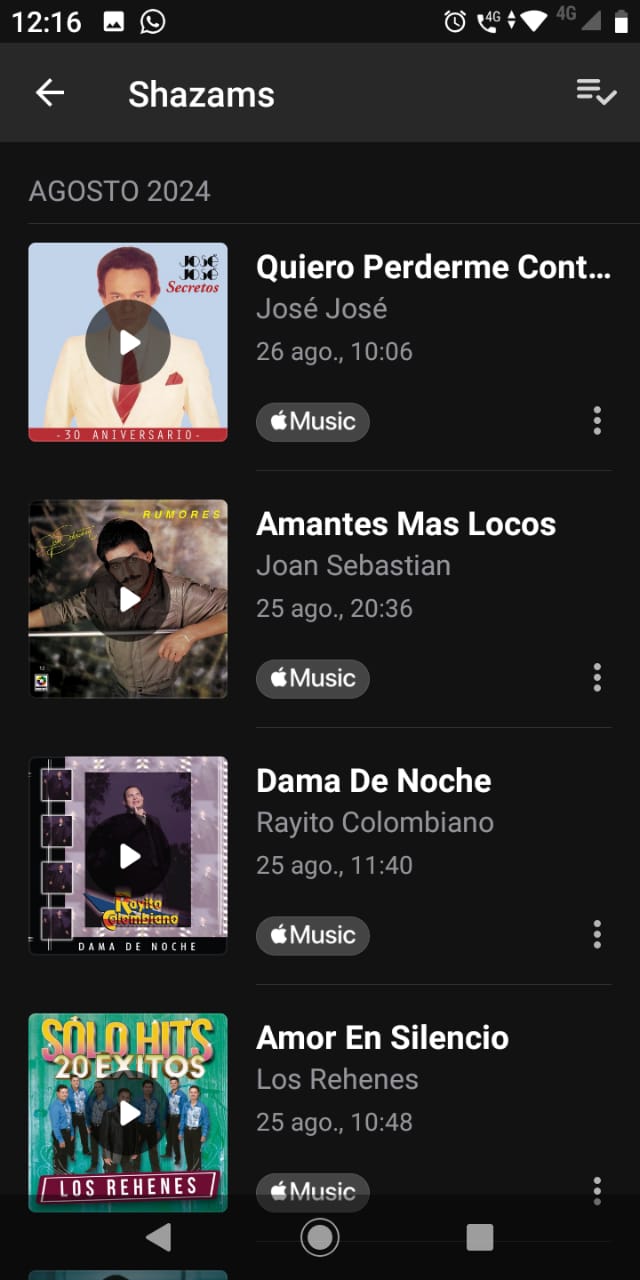 12:16
4G
4G
Shazams
AGOSTO 2024
JOSÉ
JOSÉ
Secretos
-30 ANIVERSARIO-
Quiero Perderme Cont...
José José
26 ago., 10:06
Music
RUMORES
Amantes Mas Locos
Joan Sebastian
25 ago., 20:36
Music
Rayito
Colombiano
DAMA DE NOCHE
Dama De Noche
Rayito Colombiano
25 ago., 11:40
Music
SÓLO HITS
20 EXITOS
LOS REHENES
Amor En Silencio
Los Rehenes
25 ago., 10:48
Music